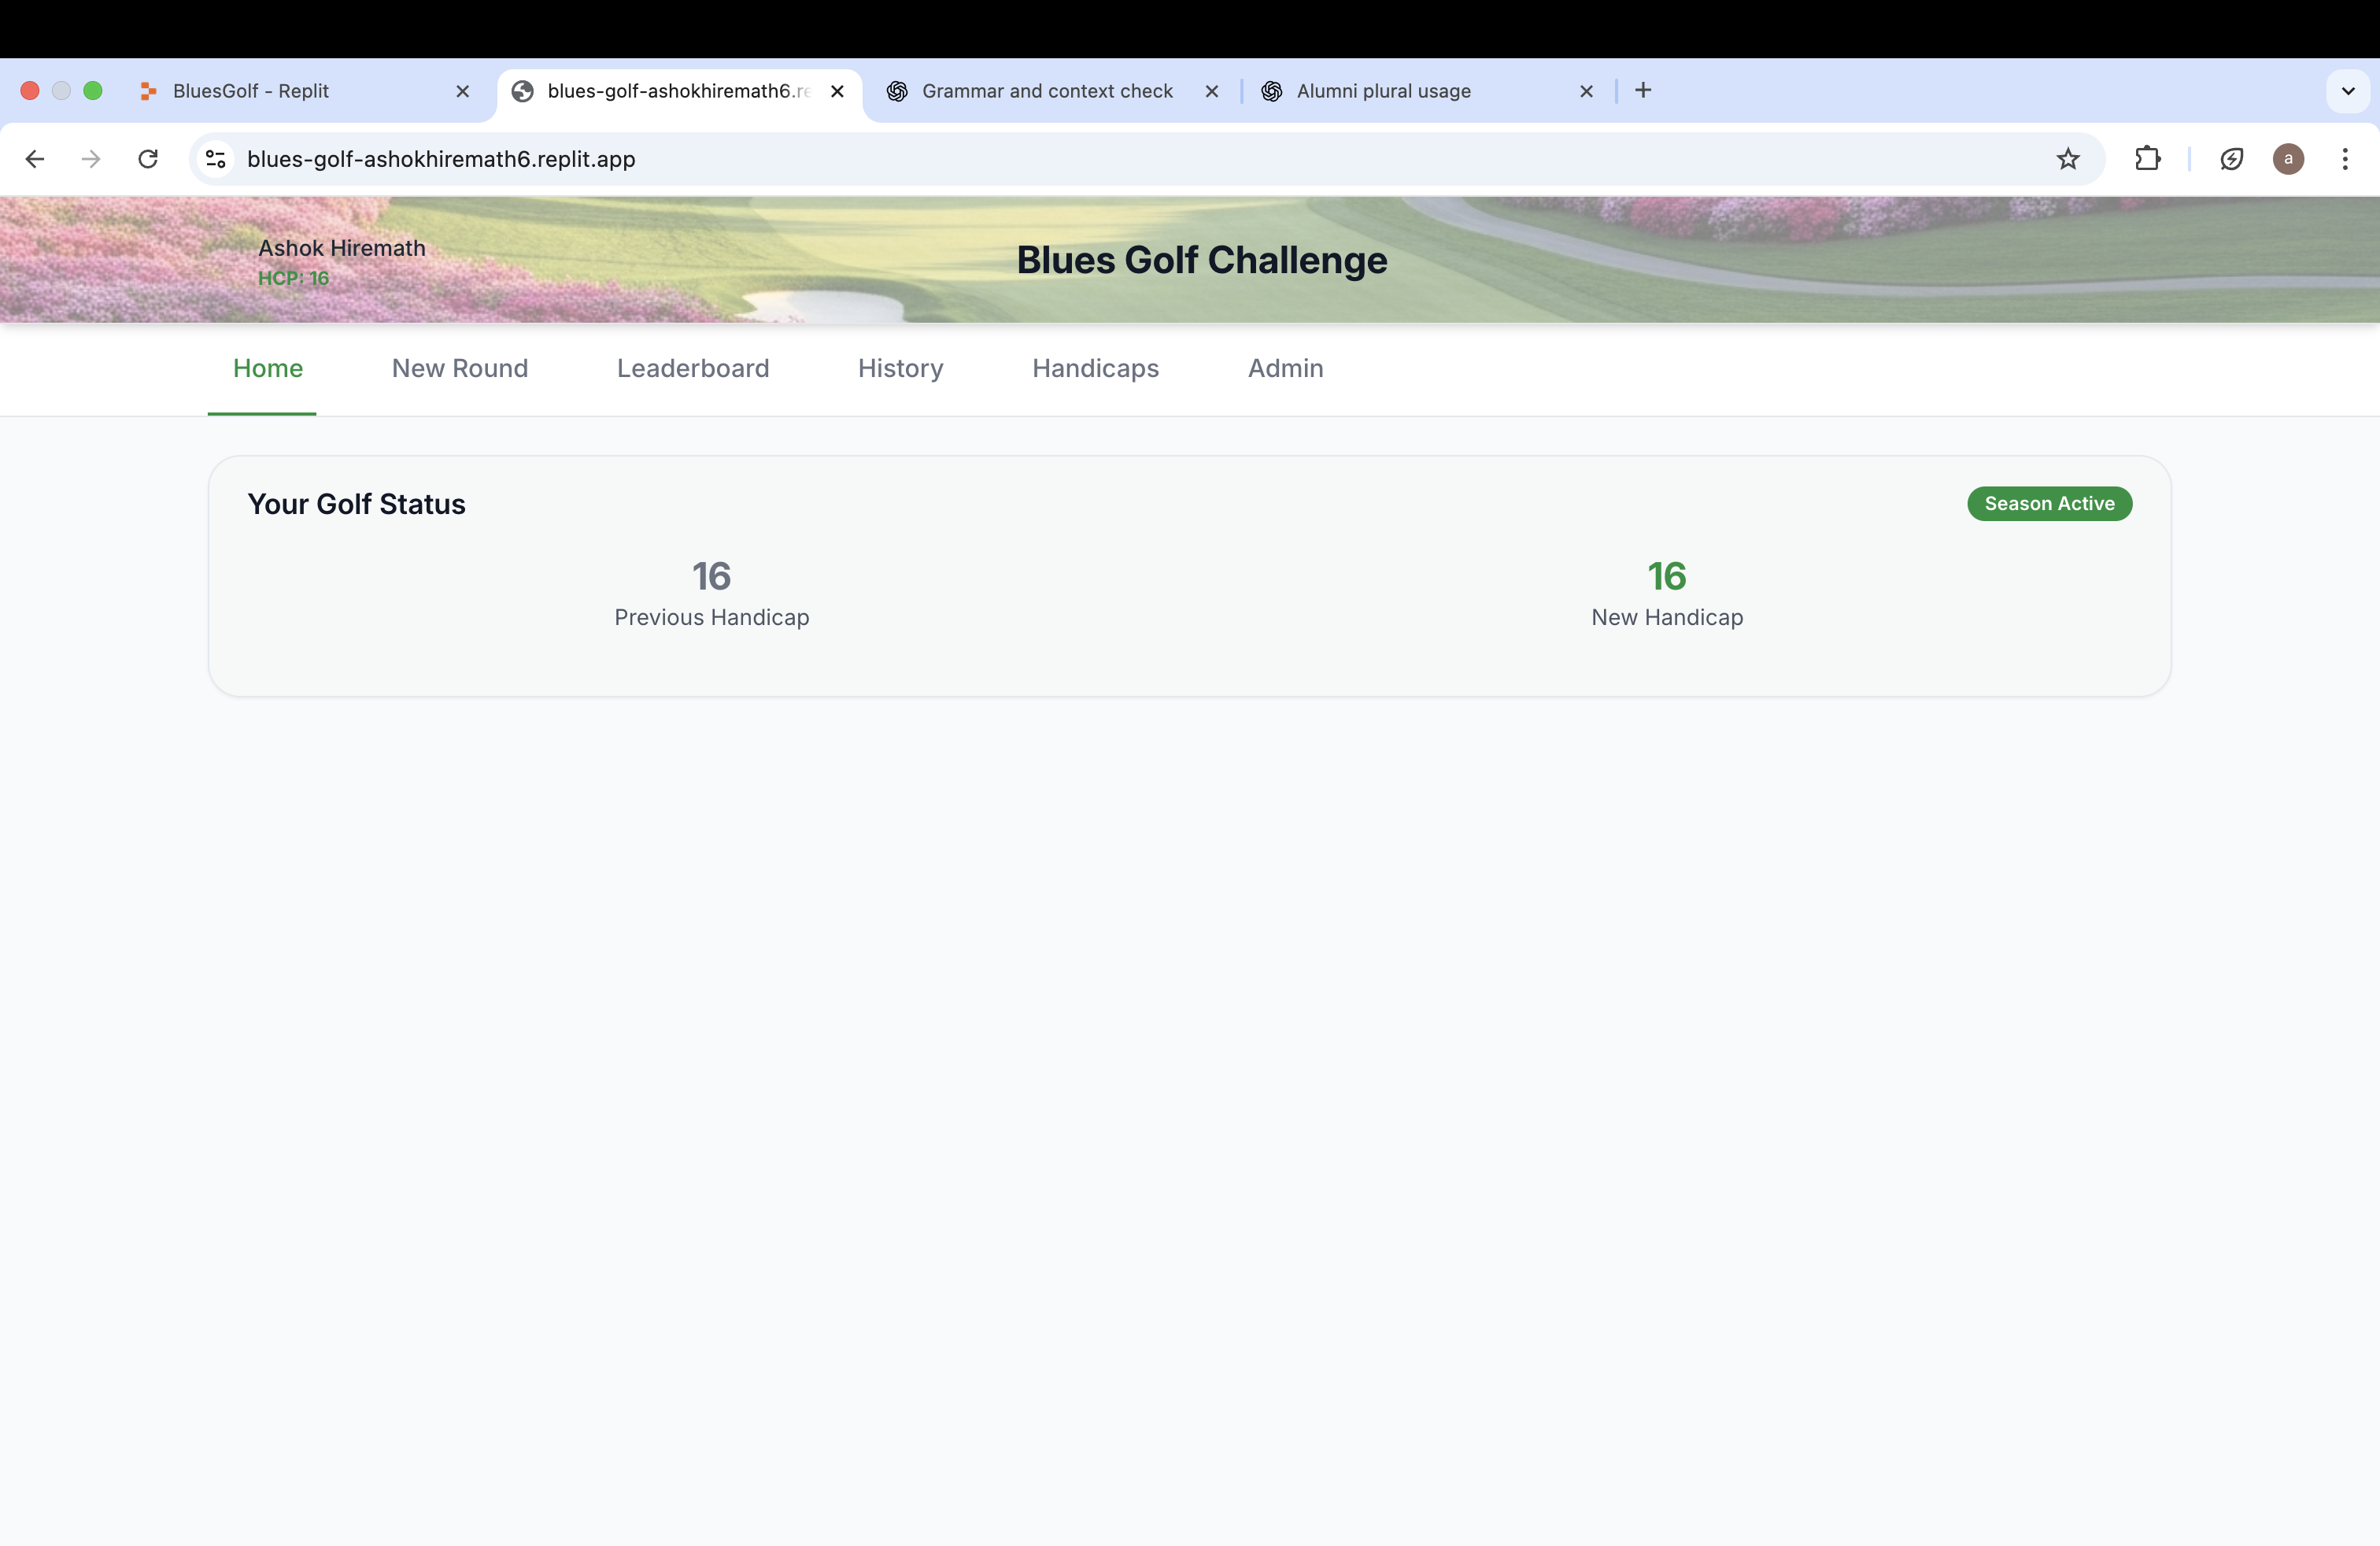 BluesGolf - Replit
blues-golf-ashokhiremath6.re
Grammar and context check
Alumni plural usage
blues-golf-ashokhiremath6.replit.app
a
Ashok Hiremath
HCP: 16
Blues Golf Challenge
Home New Round Leaderboard History Handicaps Admin
Your Golf Status
Season Active
16
Previous Handicap
16
New Handicap